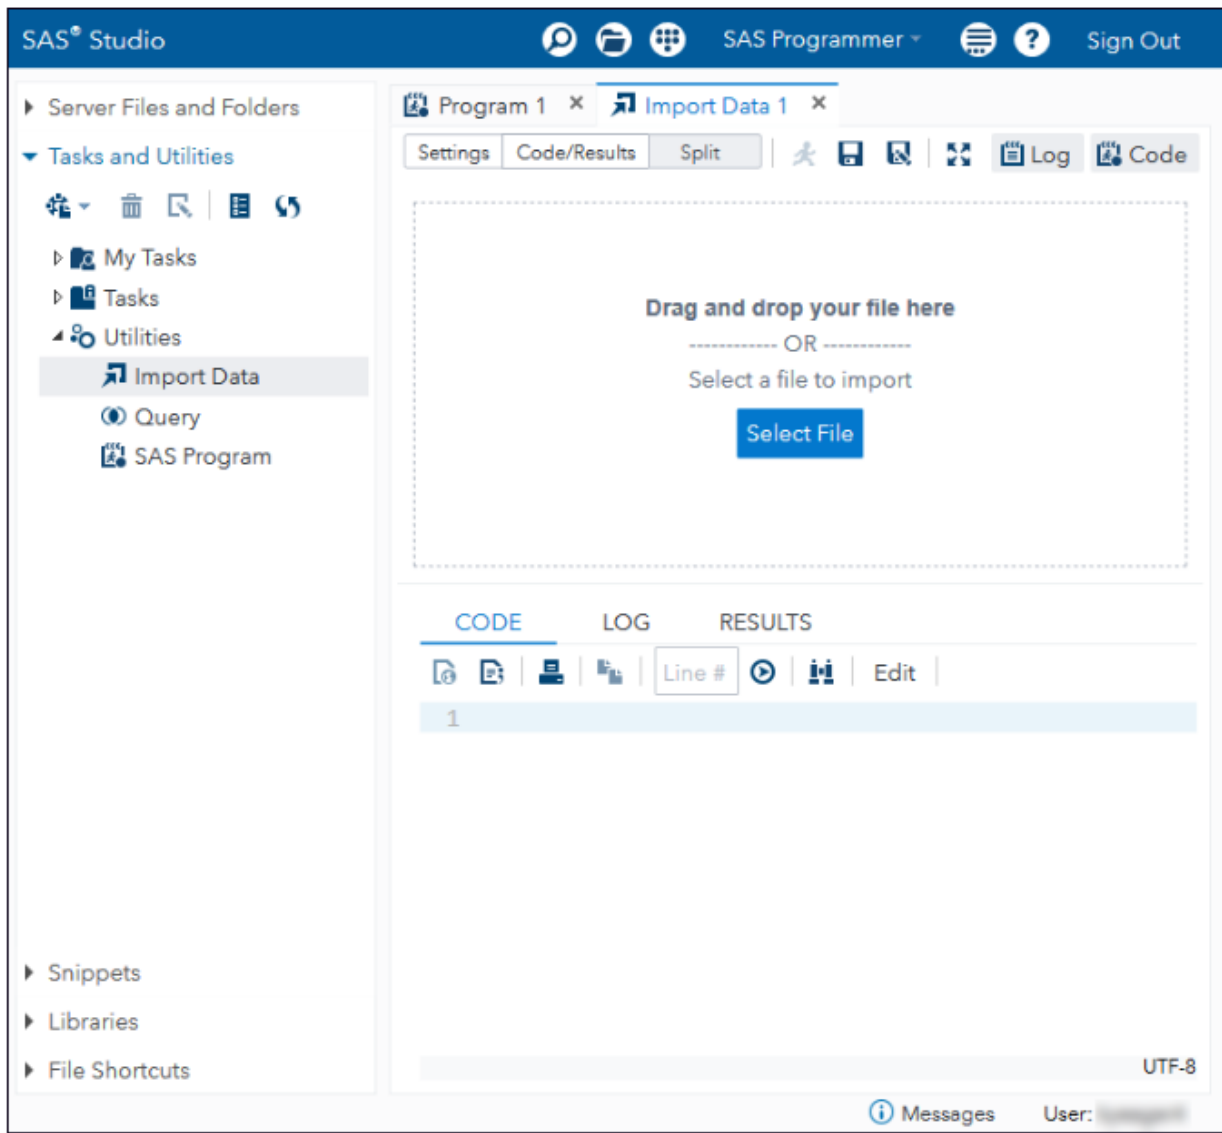 SAS® Studio
SAS Programmer
Sign Out
Server Files and Folders
Tasks and Utilities
My Tasks
Tasks
Utilities
Import Data
Query
SAS Program
Snippets
Libraries
File Shortcuts
Program 1
Import Data 1
Settings Code/Results Split Log Code
Drag and drop your file here
------------ OR ------------
Select a file to import
Select File
CODE LOG RESULTS
Line # Edit
1
UTF-8
Messages User: